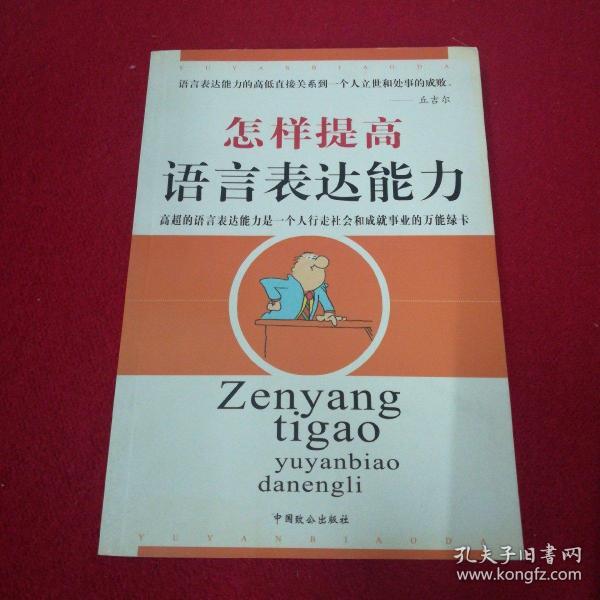 YUYANBIAODA
语言表达能力的高低直接关系到一个人立世和处事的成败。
——丘吉尔
怎样提高
语言表达能力
高超的语言表达能力是一个人行走社会和成就事业的万能绿卡
Zenyang
tigao
yuyanbiao
danengli
中国致公出版社
YUYANBIAODA
孔夫子旧书网
www.kongfz.com